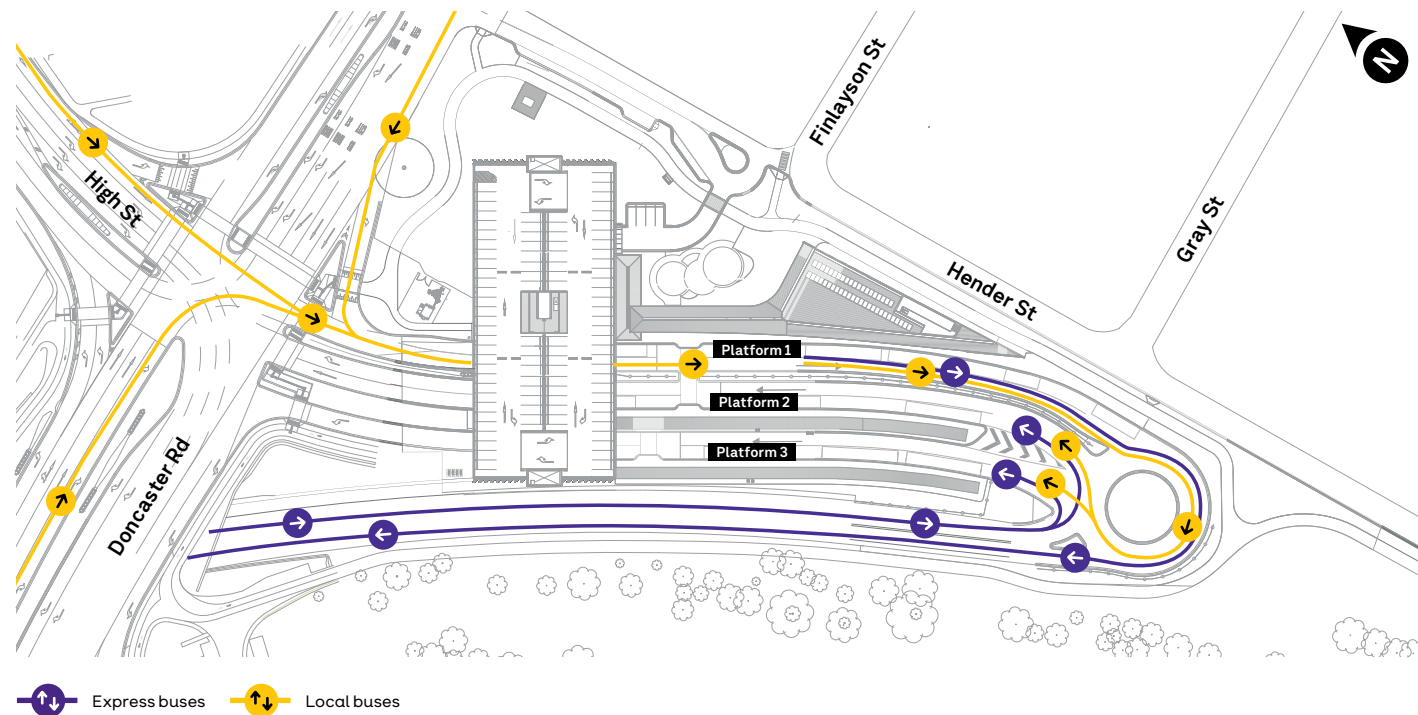 N
Finlayson St
High St
Gray St
Hender St
Platform 1
Platform 2
Platform 3
Doncaster Rd
Express buses
Local buses